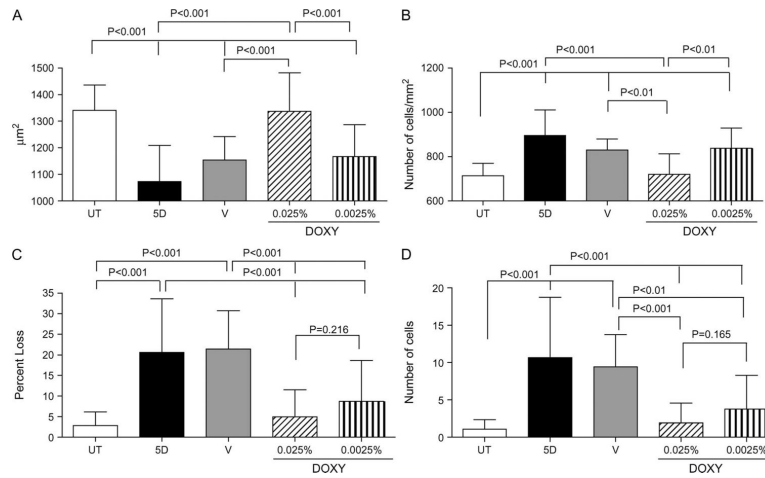 A
P<0.001
P<0.001
P<0.001
P<0.001
1500
1400
1300
1200
1100
1000
μm2
UT
5D
V
0.025%
0.0025%
DOXY
B
P<0.001
P<0.01
P<0.001
P<0.01
1200
1000
800
600
Number of cells/mm2
UT
5D
V
0.025%
0.0025%
DOXY
C
P<0.001
P<0.001
P<0.001
P<0.001
P=0.216
35
30
25
20
15
10
5
0
Percent Loss
UT
5D
V
0.025%
0.0025%
DOXY
D
P<0.001
P<0.001
P<0.01
P<0.001
P=0.165
20
15
10
5
0
Number of cells
UT
5D
V
0.025%
0.0025%
DOXY